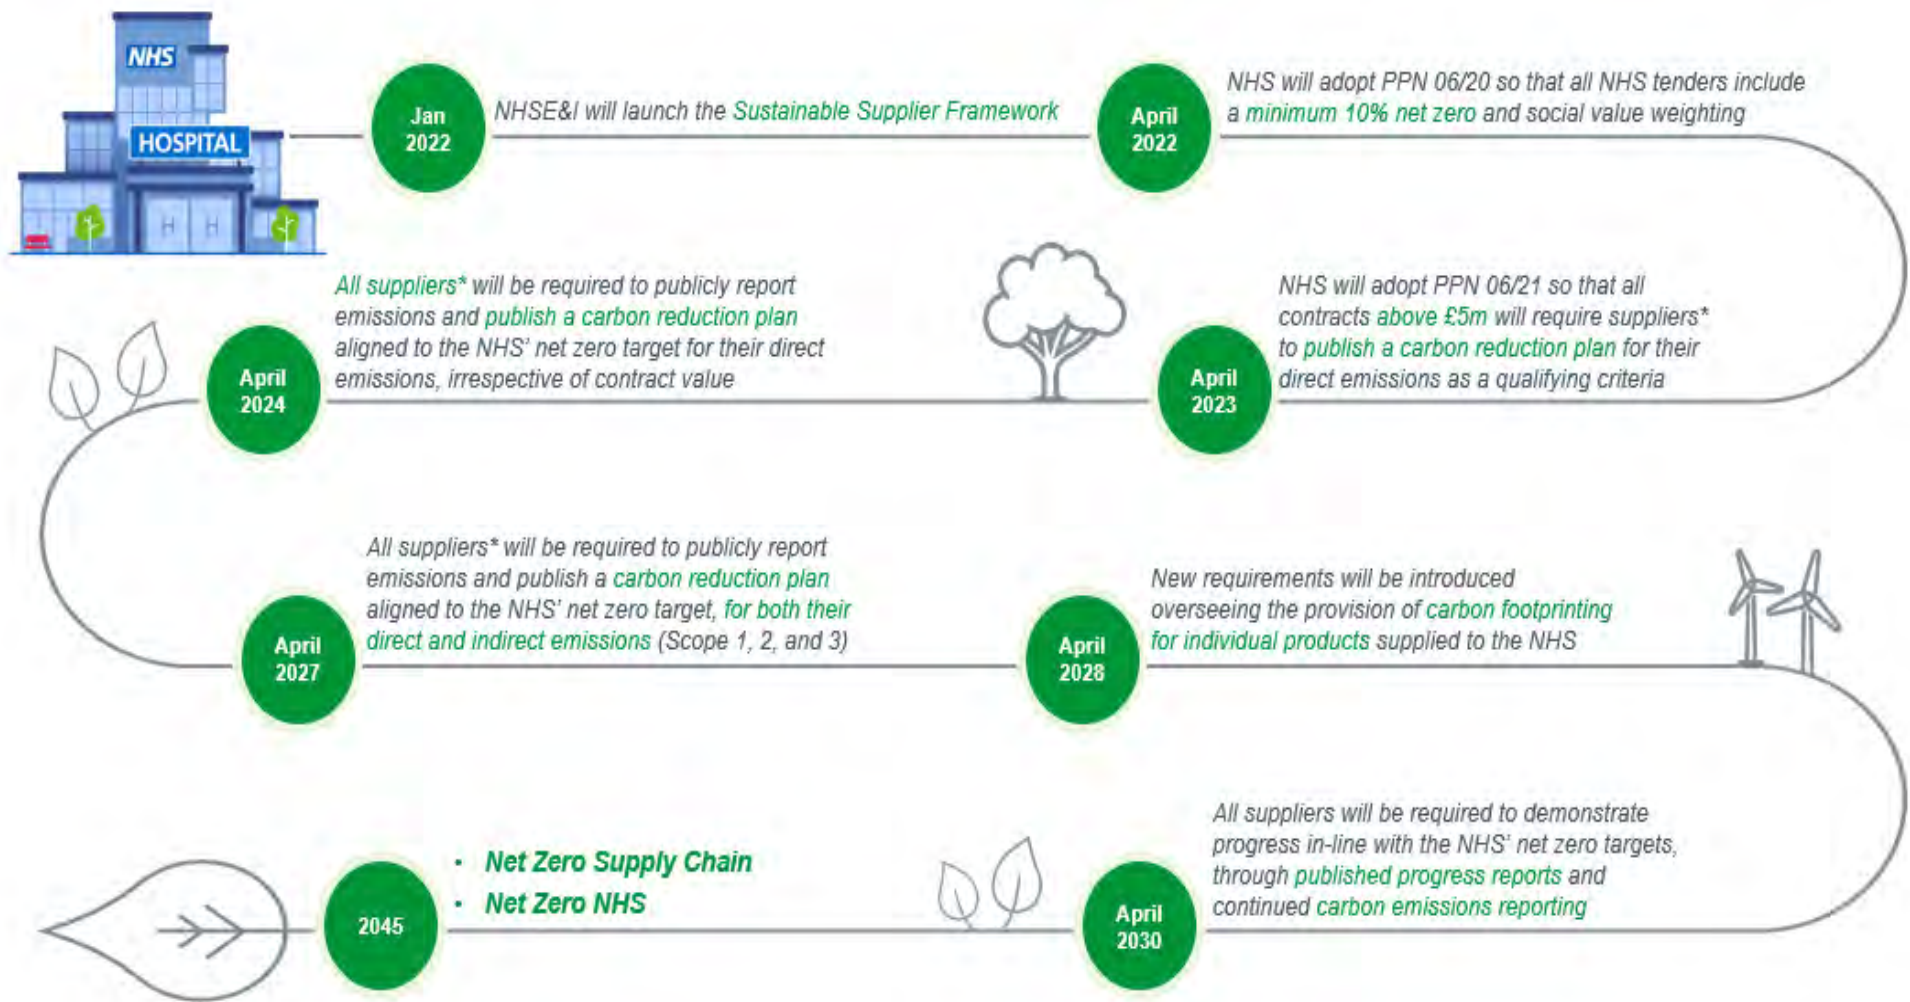 NHS
HOSPITAL
Jan
2022
NHSE&I will launch the Sustainable Supplier Framework
April
2022
NHS will adopt PPN 06/20 so that all NHS tenders include
a minimum 10% net zero and social value weighting
April
2023
NHS will adopt PPN 06/21 so that all
contracts above £5m will require suppliers*
to publish a carbon reduction plan for their
direct emissions as a qualifying criteria
April
2024
All suppliers* will be required to publicly report
emissions and publish a carbon reduction plan
aligned to the NHS' net zero target for their direct
emissions, irrespective of contract value
April
2027
All suppliers* will be required to publicly report
emissions and publish a carbon reduction plan
aligned to the NHS' net zero target, for both their
direct and indirect emissions (Scope 1, 2, and 3)
April
2028
New requirements will be introduced
overseeing the provision of carbon footprinting
for individual products supplied to the NHS
April
2030
All suppliers will be required to demonstrate
progress in-line with the NHS' net zero targets,
through published progress reports and
continued carbon emissions reporting
2045
• Net Zero Supply Chain
• Net Zero NHS